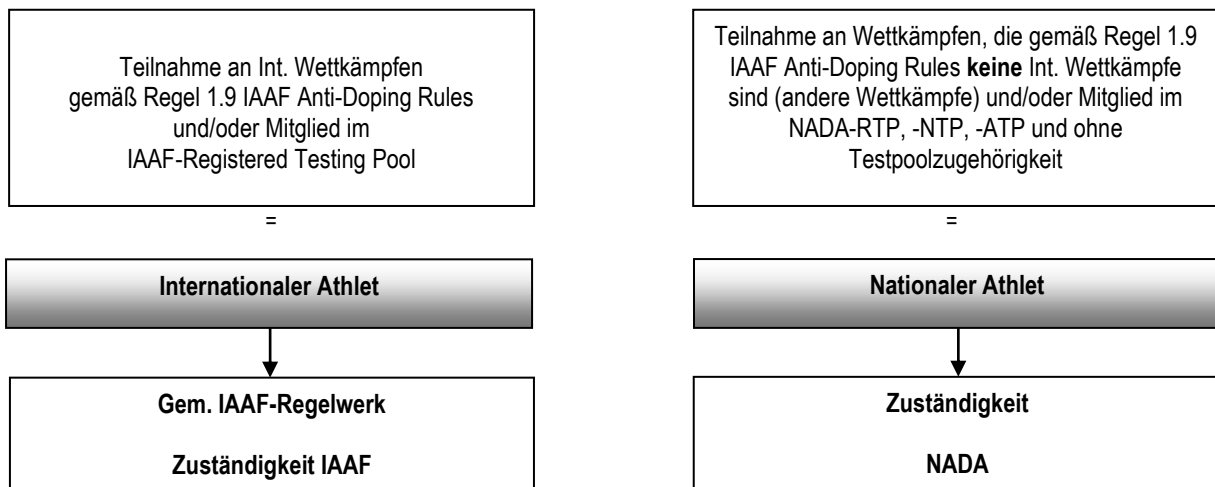 Teilnahme an Int. Wettkämpfen
gemäß Regel 1.9 IAAF Anti-Doping Rules
und/oder Mitglied im
IAAF-Registered Testing Pool
=
Internationaler Athlet
Gem. IAAF-Regelwerk
Zuständigkeit IAAF
Teilnahme an Wettkämpfen, die gemäß Regel 1.9
IAAF Anti-Doping Rules keine Int. Wettkämpfe
sind (andere Wettkämpfe) und/oder Mitglied im
NADA-RTP, -NTP, -ATP und ohne
Testpoolzugehörigkeit
=
Nationaler Athlet
Zuständigkeit
NADA